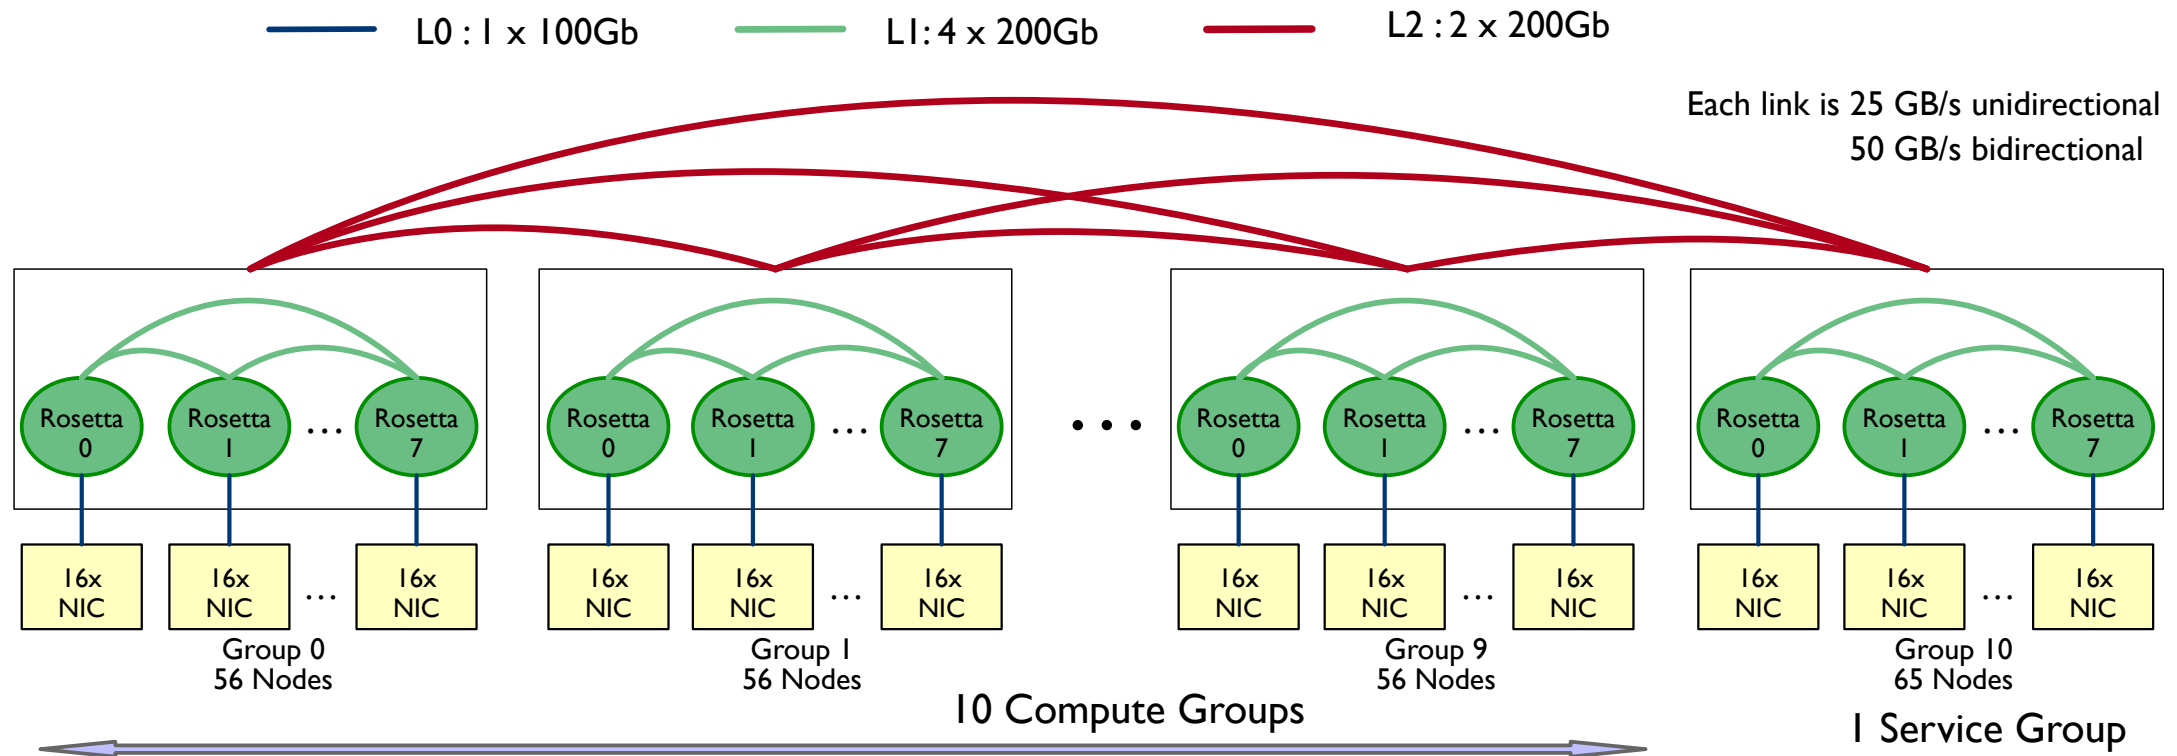 L0 : 1 x 100Gb
L1: 4 x 200Gb
L2 : 2 x 200Gb
Each link is 25 GB/s unidirectional
50 GB/s bidirectional
Rosetta 0
Rosetta 1
...
Rosetta 7
Rosetta 0
Rosetta 1
...
Rosetta 7
...
Rosetta 0
Rosetta 1
...
Rosetta 7
Rosetta 0
Rosetta 1
...
Rosetta 7
16x NIC
16x NIC
...
16x NIC
16x NIC
16x NIC
...
16x NIC
16x NIC
16x NIC
...
16x NIC
16x NIC
16x NIC
...
16x NIC
Group 0
56 Nodes
Group 1
56 Nodes
Group 9
56 Nodes
Group 10
65 Nodes
10 Compute Groups
1 Service Group